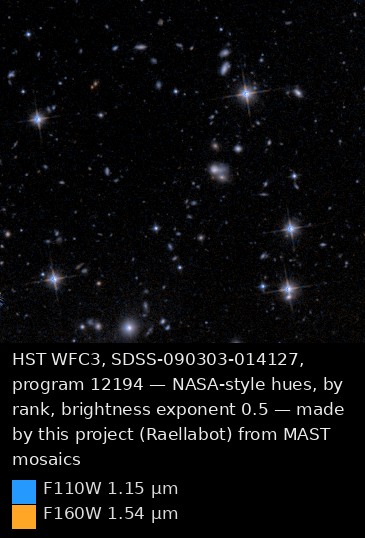 HST WFC3, SDSS-090303-014127,
program 12194 — NASA-style hues, by
rank, brightness exponent 0.5 — made
by this project (Raellabot) from MAST
mosaics
F110W 1.15 µm
F160W 1.54 µm